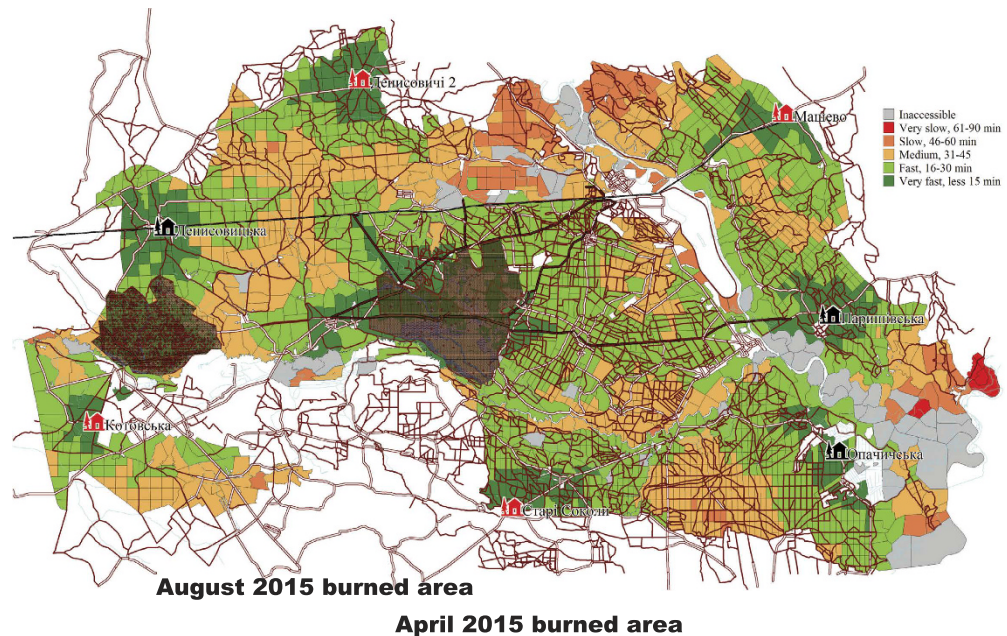 Денисовичі 2
Машево
Inaccessible
Very slow, 61-90 min
Slow, 46-60 min
Medium, 31-45
Fast, 16-30 min
Very fast, less 15 min
Денисовицька
Паришівська
Котовська
Опачичська
Старі Соколи
August 2015 burned area
April 2015 burned area